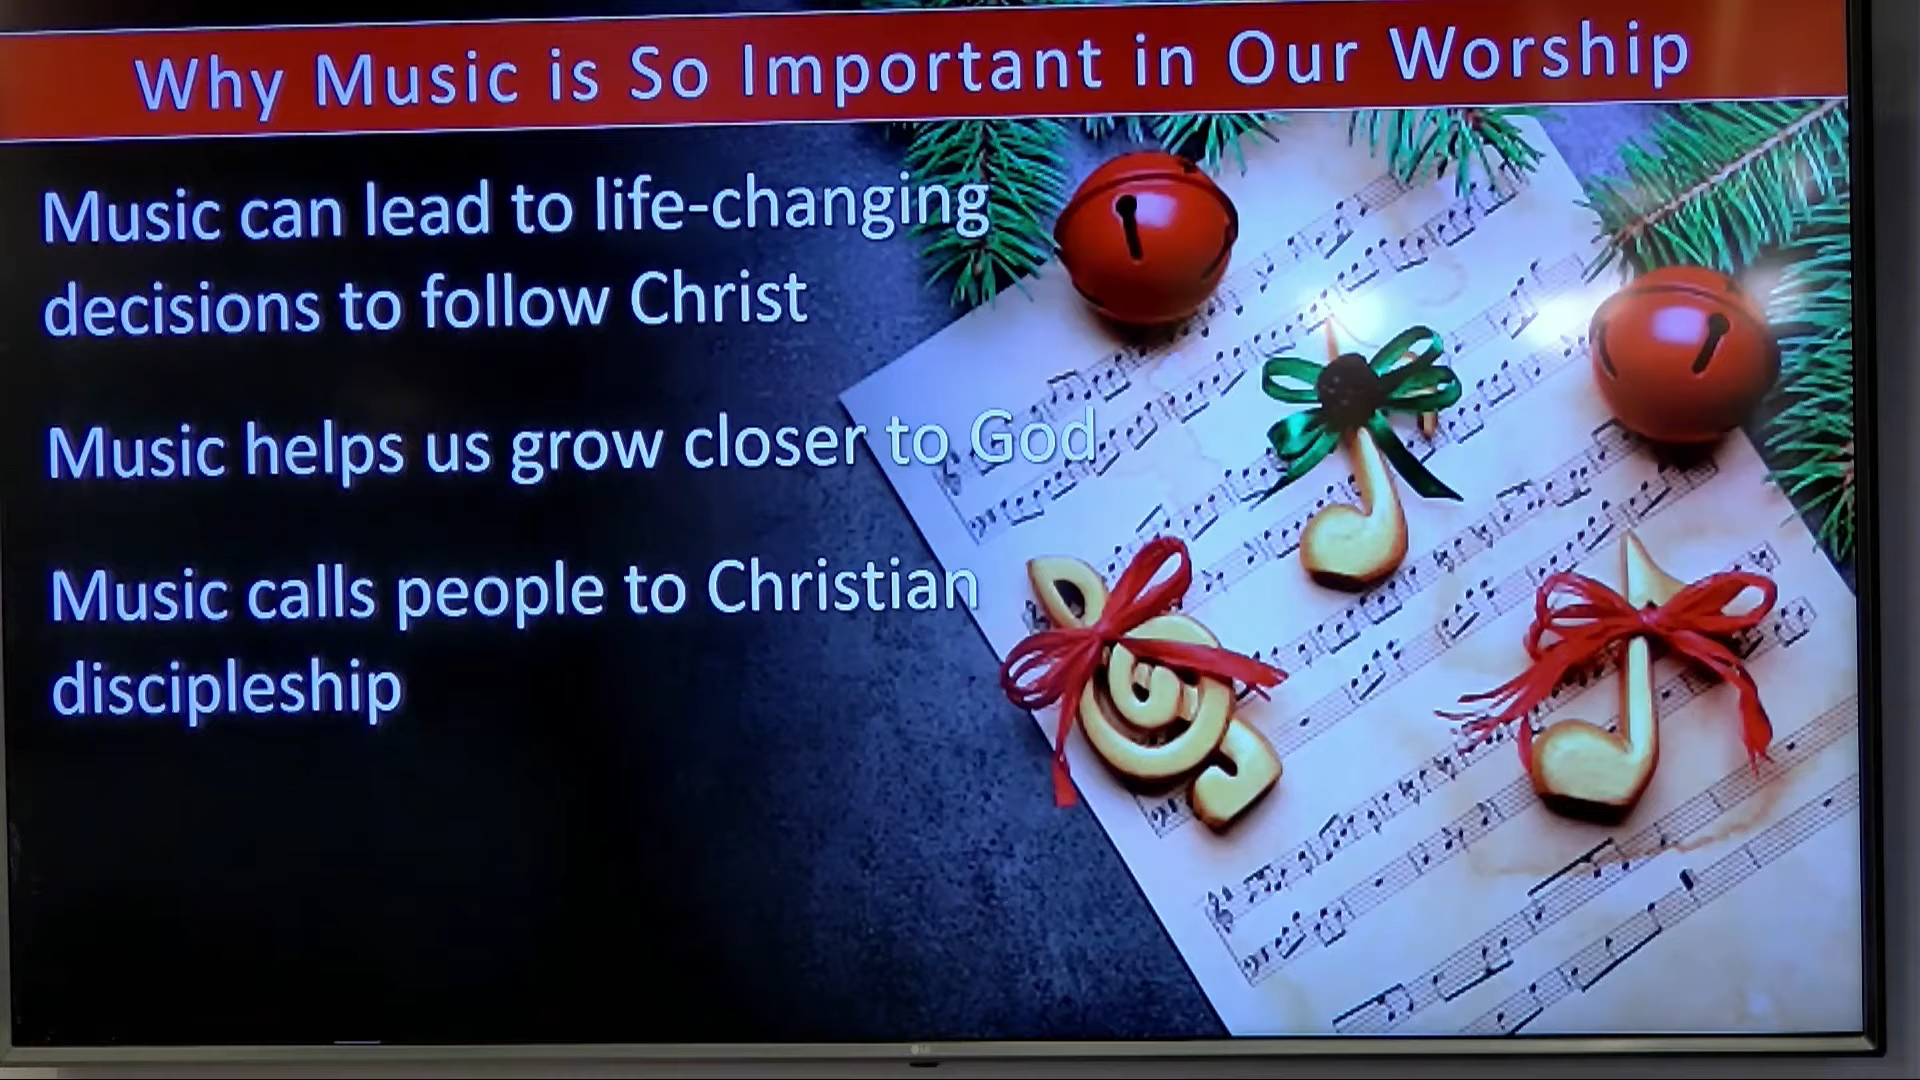 Why Music is So Important in Our Worship
Music can lead to life-changing
decisions to follow Christ
Music helps us grow closer to God
Music calls people to Christian
discipleship
LG